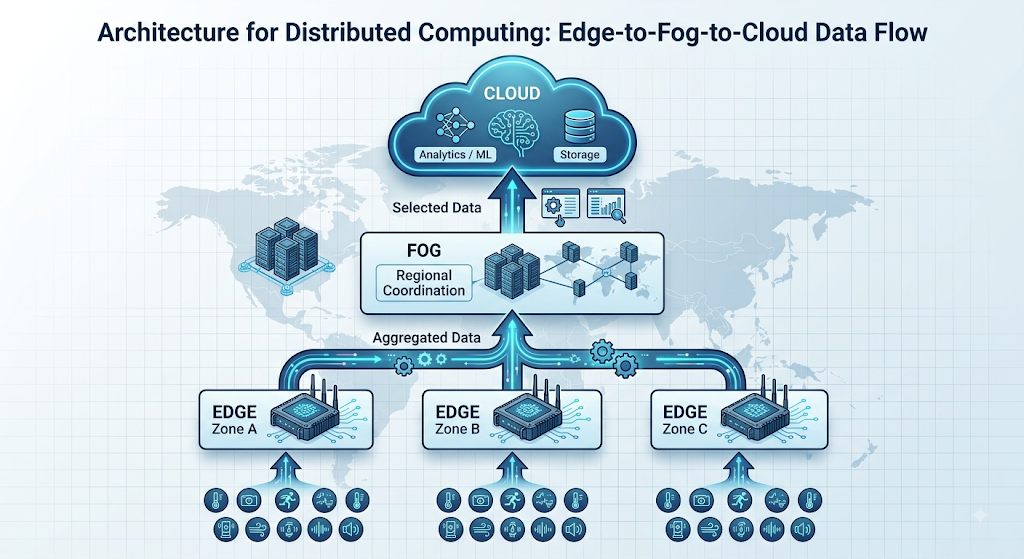 Architecture for Distributed Computing: Edge-to-Fog-to-Cloud Data Flow
CLOUD
Analytics / ML
Storage
Selected Data
FOG
Regional
Coordination
Aggregated Data
EDGE
Zone A
EDGE
Zone B
EDGE
Zone C